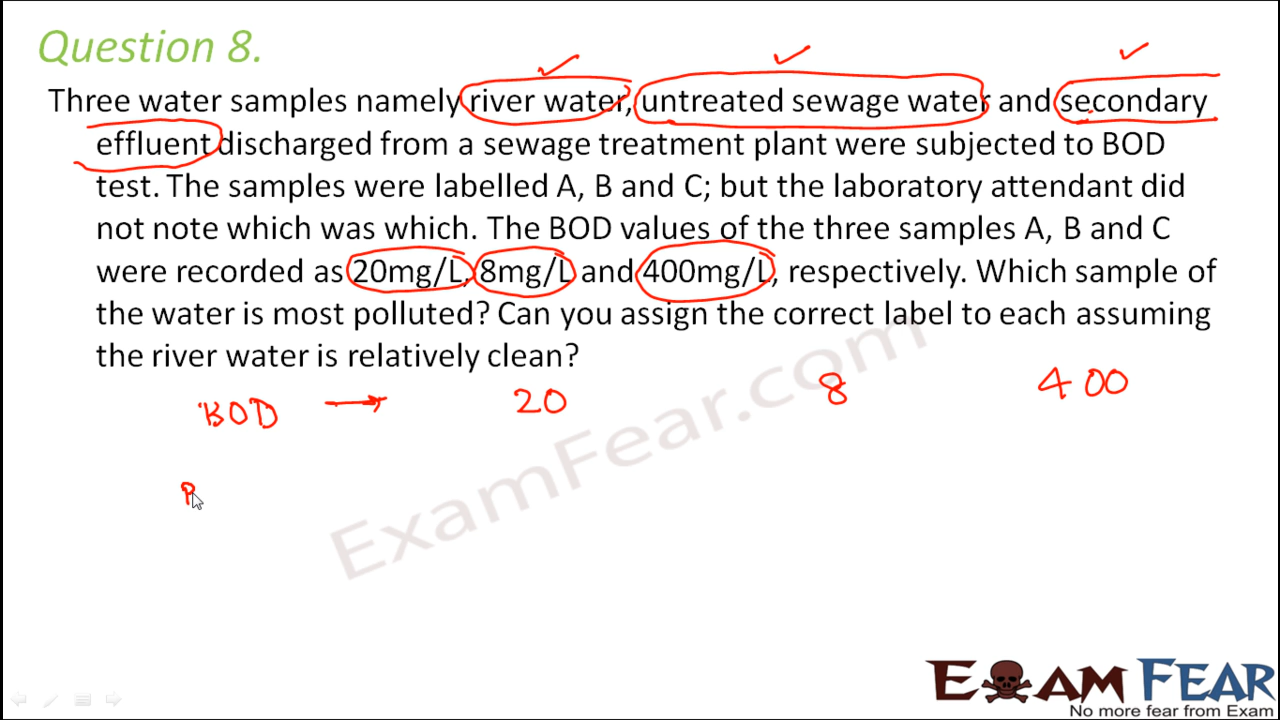 Question 8.
Three water samples namely river water, untreated sewage water and secondary
effluent discharged from a sewage treatment plant were subjected to BOD
test. The samples were labelled A, B and C; but the laboratory attendant did
not note which was which. The BOD values of the three samples A, B and C
were recorded as 20mg/L, 8mg/L and 400mg/L, respectively. Which sample of
the water is most polluted? Can you assign the correct label to each assuming
the river water is relatively clean?
BOD → 20 8 400
ExamFear.com
EXAM FEAR
No more fear from Exam